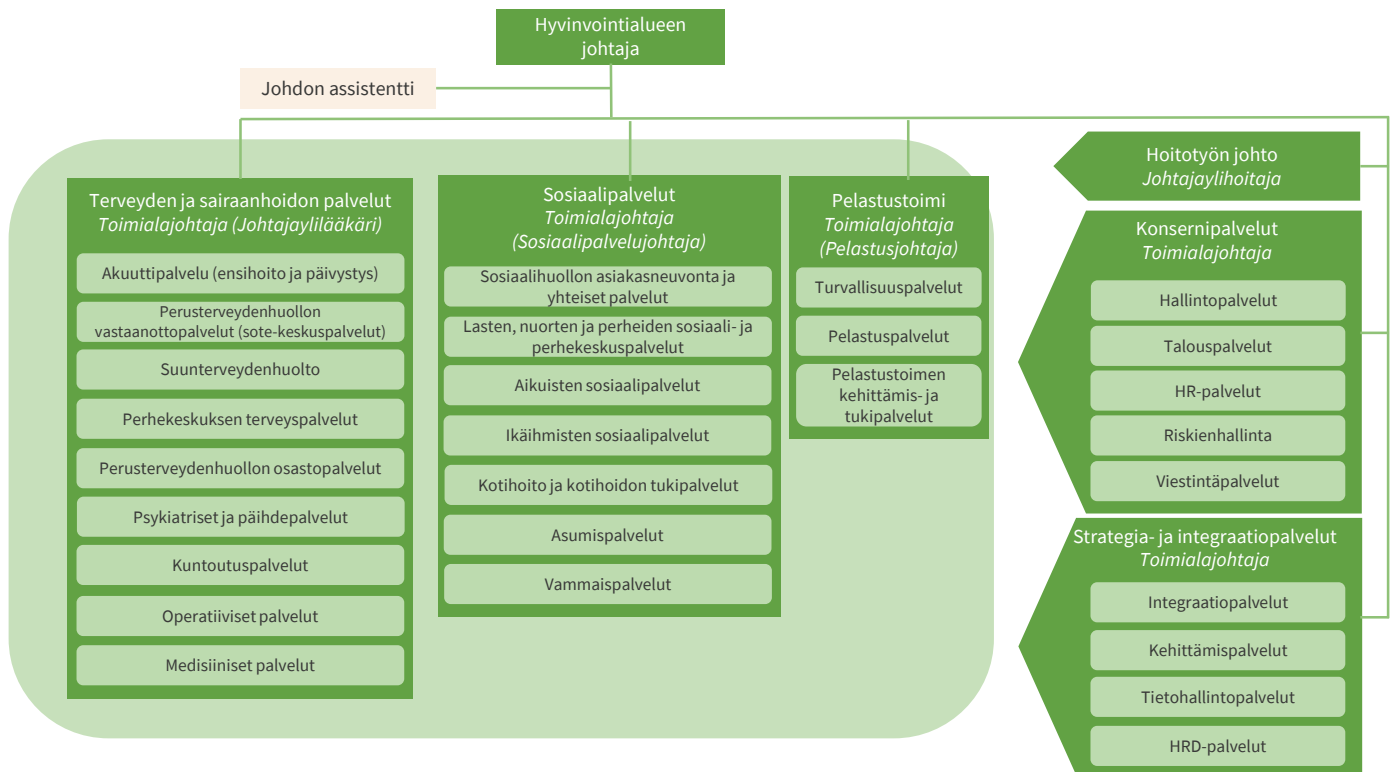 Hyvinvointialueen
johtaja
Johdon assistentti
Terveyden ja sairaanhoidon palvelut
Toimialajohtaja (Johtajaylilääkäri)
Akuuttipalvelu (ensihoito ja päivystys)
Perusterveydenhuollon
vastaanottopalvelut (sote-keskuspalvelut)
Suunterveydenhuolto
Perhekeskuksen terveyspalvelut
Perusterveydenhuollon osastopalvelut
Psykiatriset ja päihdepalvelut
Kuntoutuspalvelut
Operatiiviset palvelut
Medisiiniset palvelut
Sosiaalipalvelut
Toimialajohtaja
(Sosiaalipalvelujohtaja)
Sosiaalihuollon asiakasneuvonta ja
yhteiset palvelut
Lasten, nuorten ja perheiden sosiaali- ja
perhekeskuspalvelut
Aikuisten sosiaalipalvelut
Ikäihmisten sosiaalipalvelut
Kotihoito ja kotihoidon tukipalvelut
Asumispalvelut
Vammaispalvelut
Pelastustoimi
Toimialajohtaja
(Pelastusjohtaja)
Turvallisuuspalvelut
Pelastuspalvelut
Pelastustoimen
kehittämis- ja
tukipalvelut
Hoitotyön johto
Johtajaylihoitaja
Konsernipalvelut
Toimialajohtaja
Hallintopalvelut
Talouspalvelut
HR-palvelut
Riskienhallinta
Viestintäpalvelut
Strategia- ja integraatiopalvelut
Toimialajohtaja
Integraatiopalvelut
Kehittämispalvelut
Tietohallintopalvelut
HRD-palvelut